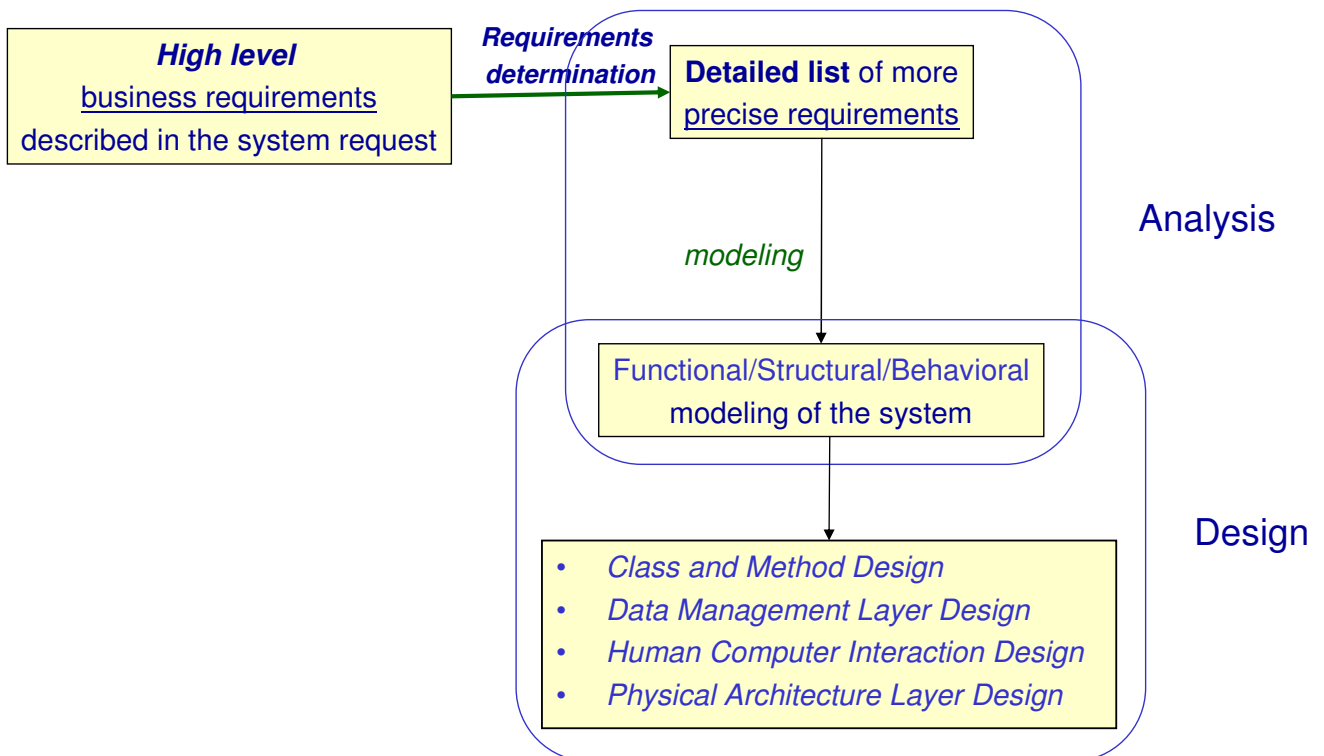 High level
business requirements
described in the system request
Requirements
determination
Detailed list of more
precise requirements
Analysis
modeling
Functional/Structural/Behavioral
modeling of the system
Design
• Class and Method Design
• Data Management Layer Design
• Human Computer Interaction Design
• Physical Architecture Layer Design